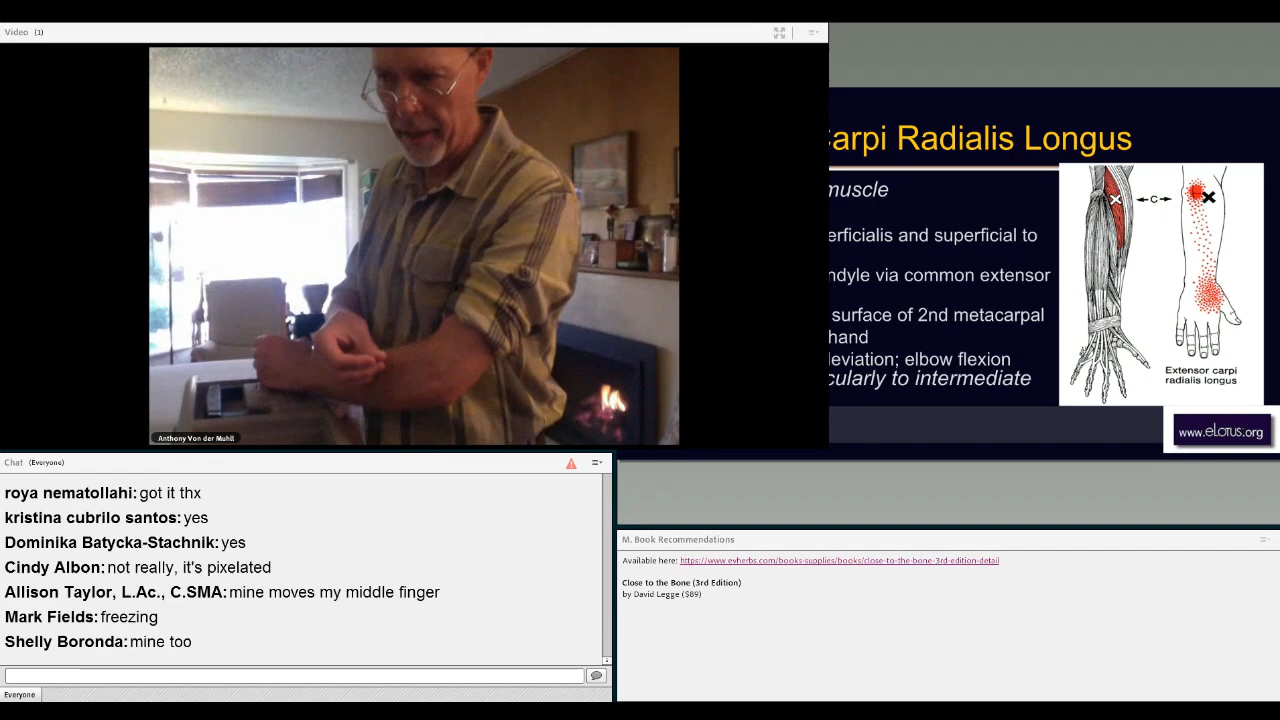 Video (1)
Anthony Von der Muhll
Carpi Radialis Longus
muscle
erficialis and superficial to
ndyle via common extensor
surface of 2nd metacarpal
hand
deviation; elbow flexion
cularly to intermediate
C
Extensor carpi
radialis longus
www.eLotus.org
Chat (Everyone)
roya nematollahi: got it thx
kristina cubrilo santos: yes
Dominika Batycka-Stachnik: yes
Cindy Albon: not really, it's pixelated
Allison Taylor, L.Ac., C.SMA: mine moves my middle finger
Mark Fields: freezing
Shelly Boronda: mine too
Everyone
M. Book Recommendations
Available here: https://www.evherbs.com/books-supplies/books/close-to-the-bone-3rd-edition-detail
Close to the Bone (3rd Edition)
by David Legge ($89)